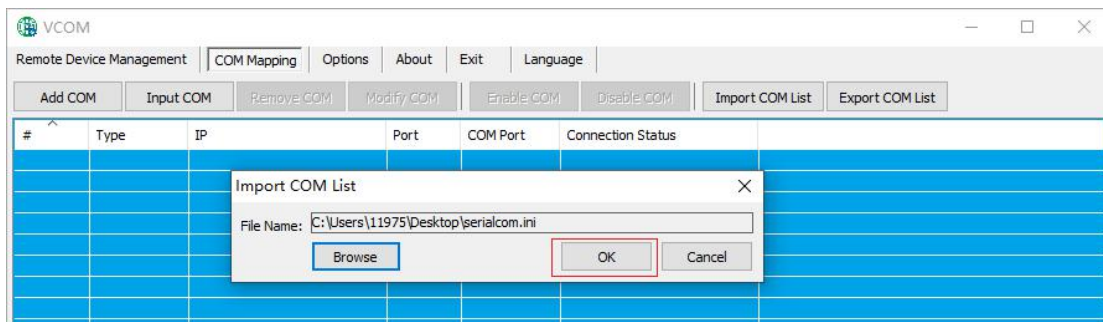 VCOM
Remote Device Management COM Mapping Options About Exit Language
Add COM Input COM Remove COM Modify COM Enable COM Disable COM Import COM List Export COM List
# Type IP Port COM Port Connection Status
Import COM List
File Name: C:\Users\11975\Desktop\serialcom.ini
Browse OK Cancel